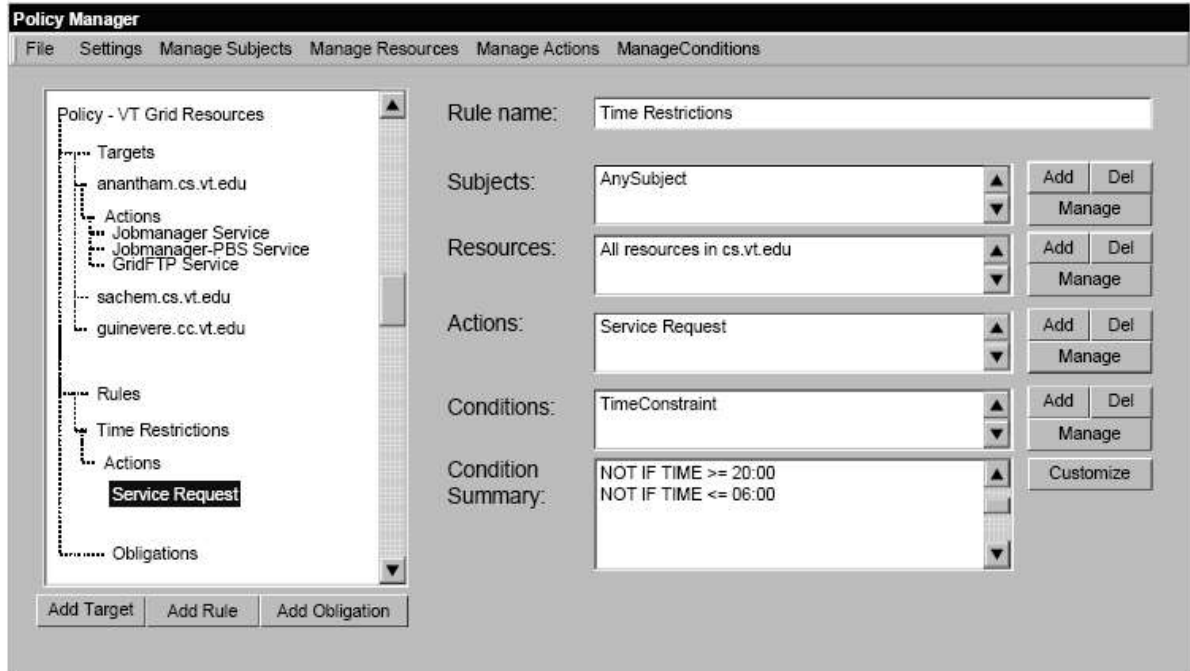 Policy Manager
File Settings Manage Subjects Manage Resources Manage Actions ManageConditions
Policy - VT Grid Resources
Targets
anantham.cs.vt.edu
Actions
Jobmanager Service
Jobmanager-PBS Service
GridFTP Service
sachem.cs.vt.edu
guinevere.cc.vt.edu
Rules
Time Restrictions
Actions
Service Request
Obligations
Add Target Add Rule Add Obligation
Rule name: Time Restrictions
Subjects: AnySubject Add Del
Manage
Resources: All resources in cs.vt.edu Add Del
Manage
Actions: Service Request Add Del
Manage
Conditions: TimeConstraint Add Del
Manage
Condition Summary: NOT IF TIME >= 20:00 Customize
NOT IF TIME <= 06:00